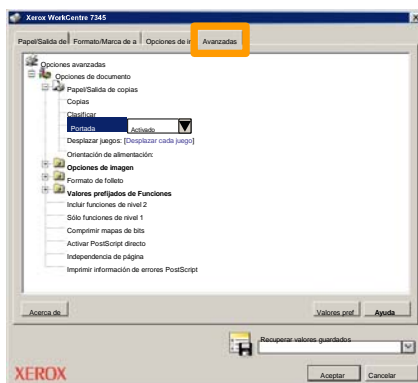 Xerox WorkCentre 7345
Papel/Salida de Formato/Marca de a Opciones de ir Avanzadas
Opciones avanzadas
Opciones de documento
Papel/Salida de copias
Copias
Clasificar
Portada Activado
Desplazar juegos: [Desplazar cada juego]
Orientación de alimentación:
Opciones de imagen
Formato de folleto
Valores prefijados de Funciones
Incluir funciones de nivel 2
Sólo funciones de nivel 1
Comprimir mapas de bits
Activar PostScript directo
Independencia de página
Imprimir información de errores PostScript
Acerca de Valores pref Ayuda
Recuperar valores guardados
XEROX Aceptar Cancelar